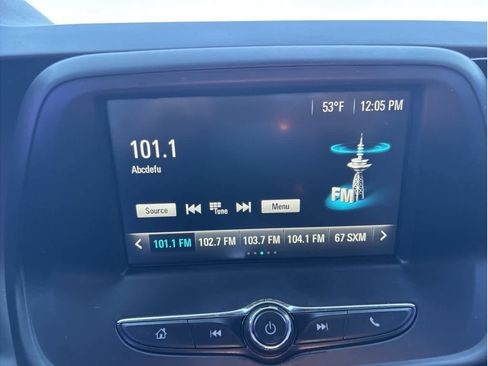 53°F 12:05 PM
101.1
Abcdefu
FM
Source Tune Menu
101.1 FM 102.7 FM 103.7 FM 104.1 FM 67 SXM